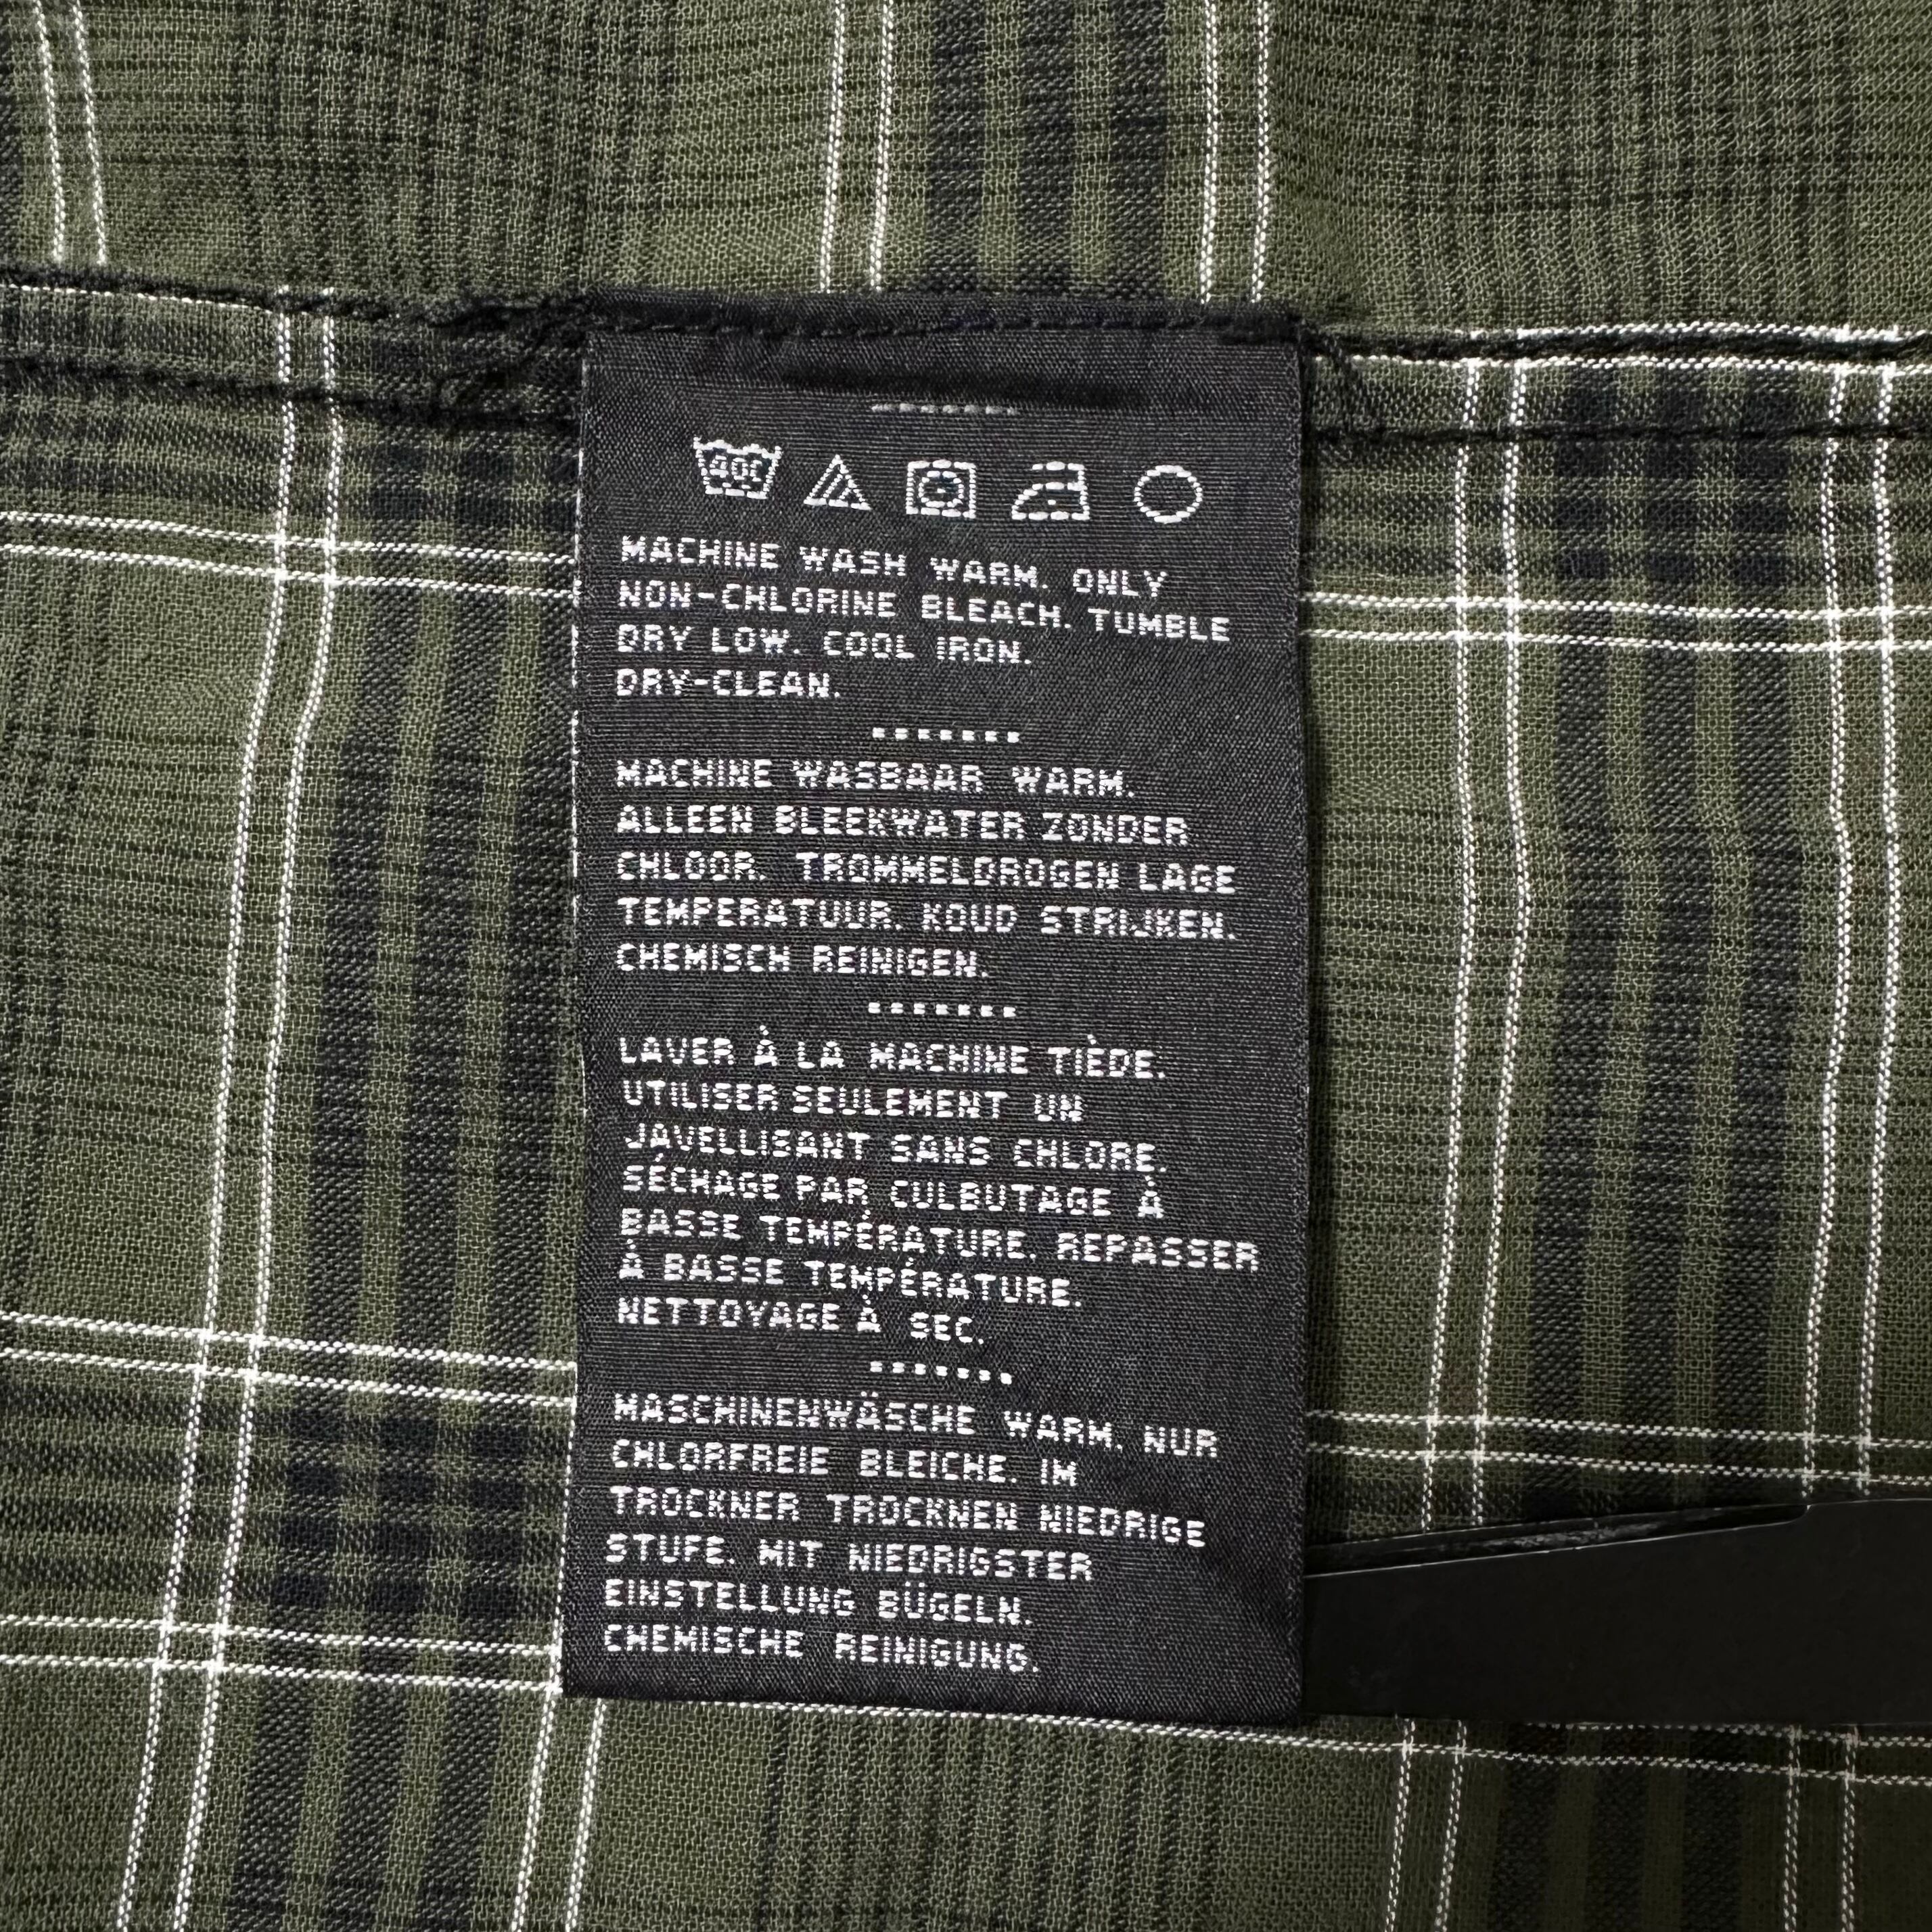 40C
MACHINE WASH WARM. ONLY
NON-CHLORINE BLEACH. TUMBLE
DRY LOW. COOL IRON.
DRY-CLEAN.
MACHINE WASBAAR WARM.
ALLEEN BLEEKWATER ZONDER
CHLOOR. TROMMELDROGEN LAGE
TEMPERATUUR. KOUD STRIJKEN.
CHEMISCH REINIGEN.
LAVER À LA MACHINE TIÈDE.
UTILISER SEULEMENT UN
JAVELLISANT SANS CHLORE.
SÉCHAGE PAR CULBUTAGE À
BASSE TEMPÉRATURE. REPASSER
À BASSE TEMPÉRATURE.
NETTOYAGE À SEC.
MASCHINENWÄSCHE WARM. NUR
CHLORFREIE BLEICHE. IM
TROCKNER TROCKNEN NIEDRIGE
STUFE. MIT NIEDRIGSTER
EINSTELLUNG BÜGELN.
CHEMISCHE REINIGUNG.